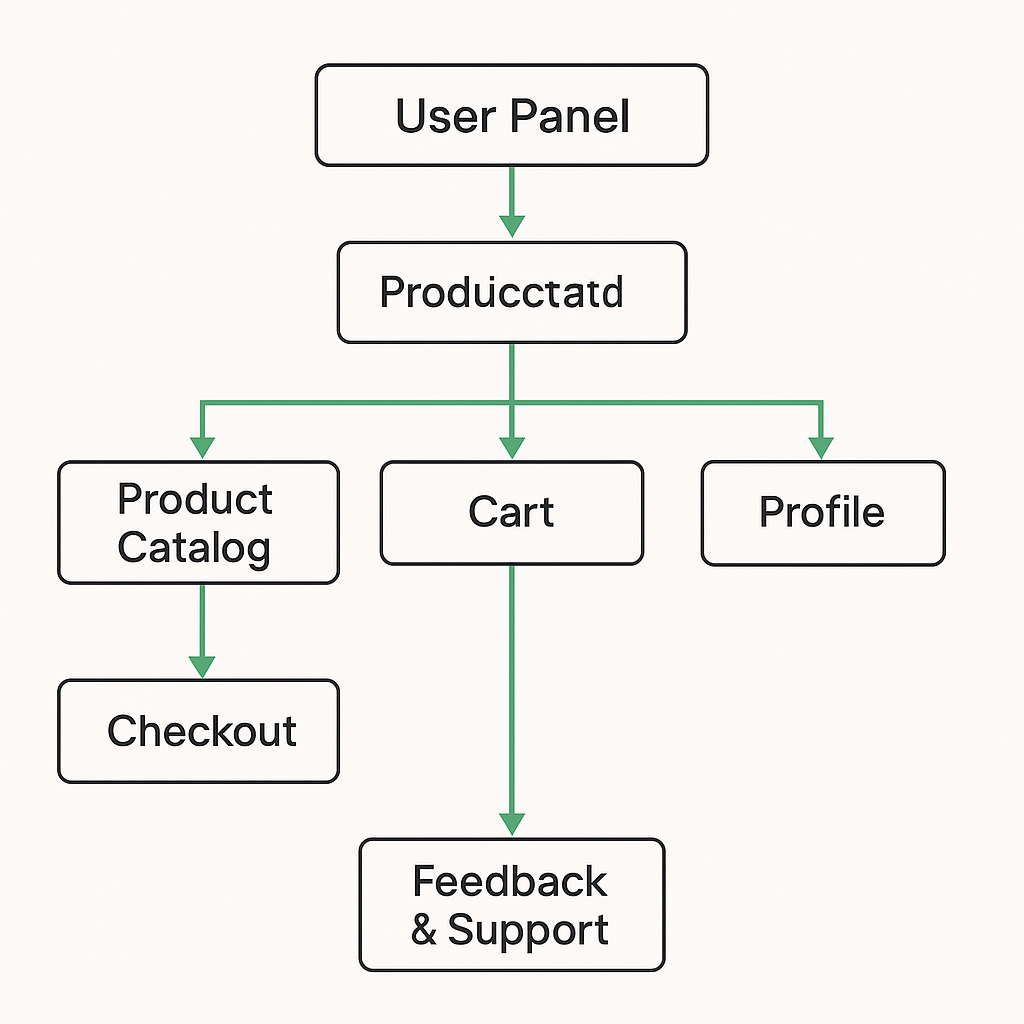 User Panel
Producctatd
Product
Catalog
Cart
Profile
Checkout
Feedback
& Support